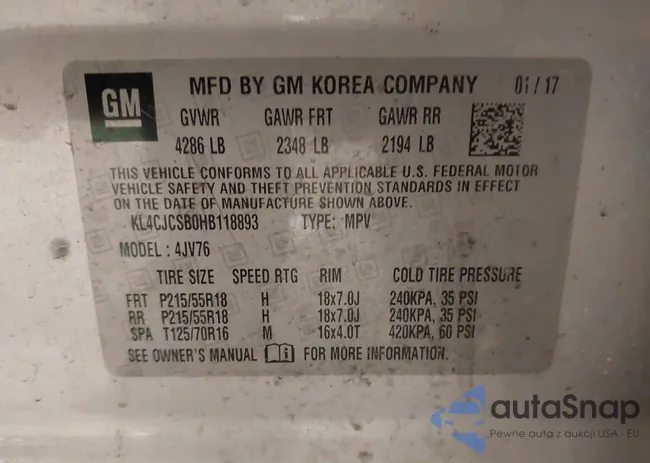 GM
MFD BY GM KOREA COMPANY 01/17
GVWR GAWR FRT GAWR RR
4286 LB 2348 LB 2194 LB
THIS VEHICLE CONFORMS TO ALL APPLICABLE U.S. FEDERAL MOTOR
VEHICLE SAFETY AND THEFT PREVENTION STANDARDS IN EFFECT
ON THE DATE OF MANUFACTURE SHOWN ABOVE.
KL4CJCSB0HB118893 TYPE: MPV
MODEL: 4JV76
TIRE SIZE SPEED RTG RIM COLD TIRE PRESSURE
FRT P215/55R18 H 18x7.0J 240KPA, 35 PSI
RR P215/55R18 H 18x7.0J 240KPA, 35 PSI
SPA T125/70R16 M 16x4.0T 420KPA, 60 PSI
SEE OWNER'S MANUAL FOR MORE INFORMATION.
autaSnap
Pewne auta z aukcji USA i EU